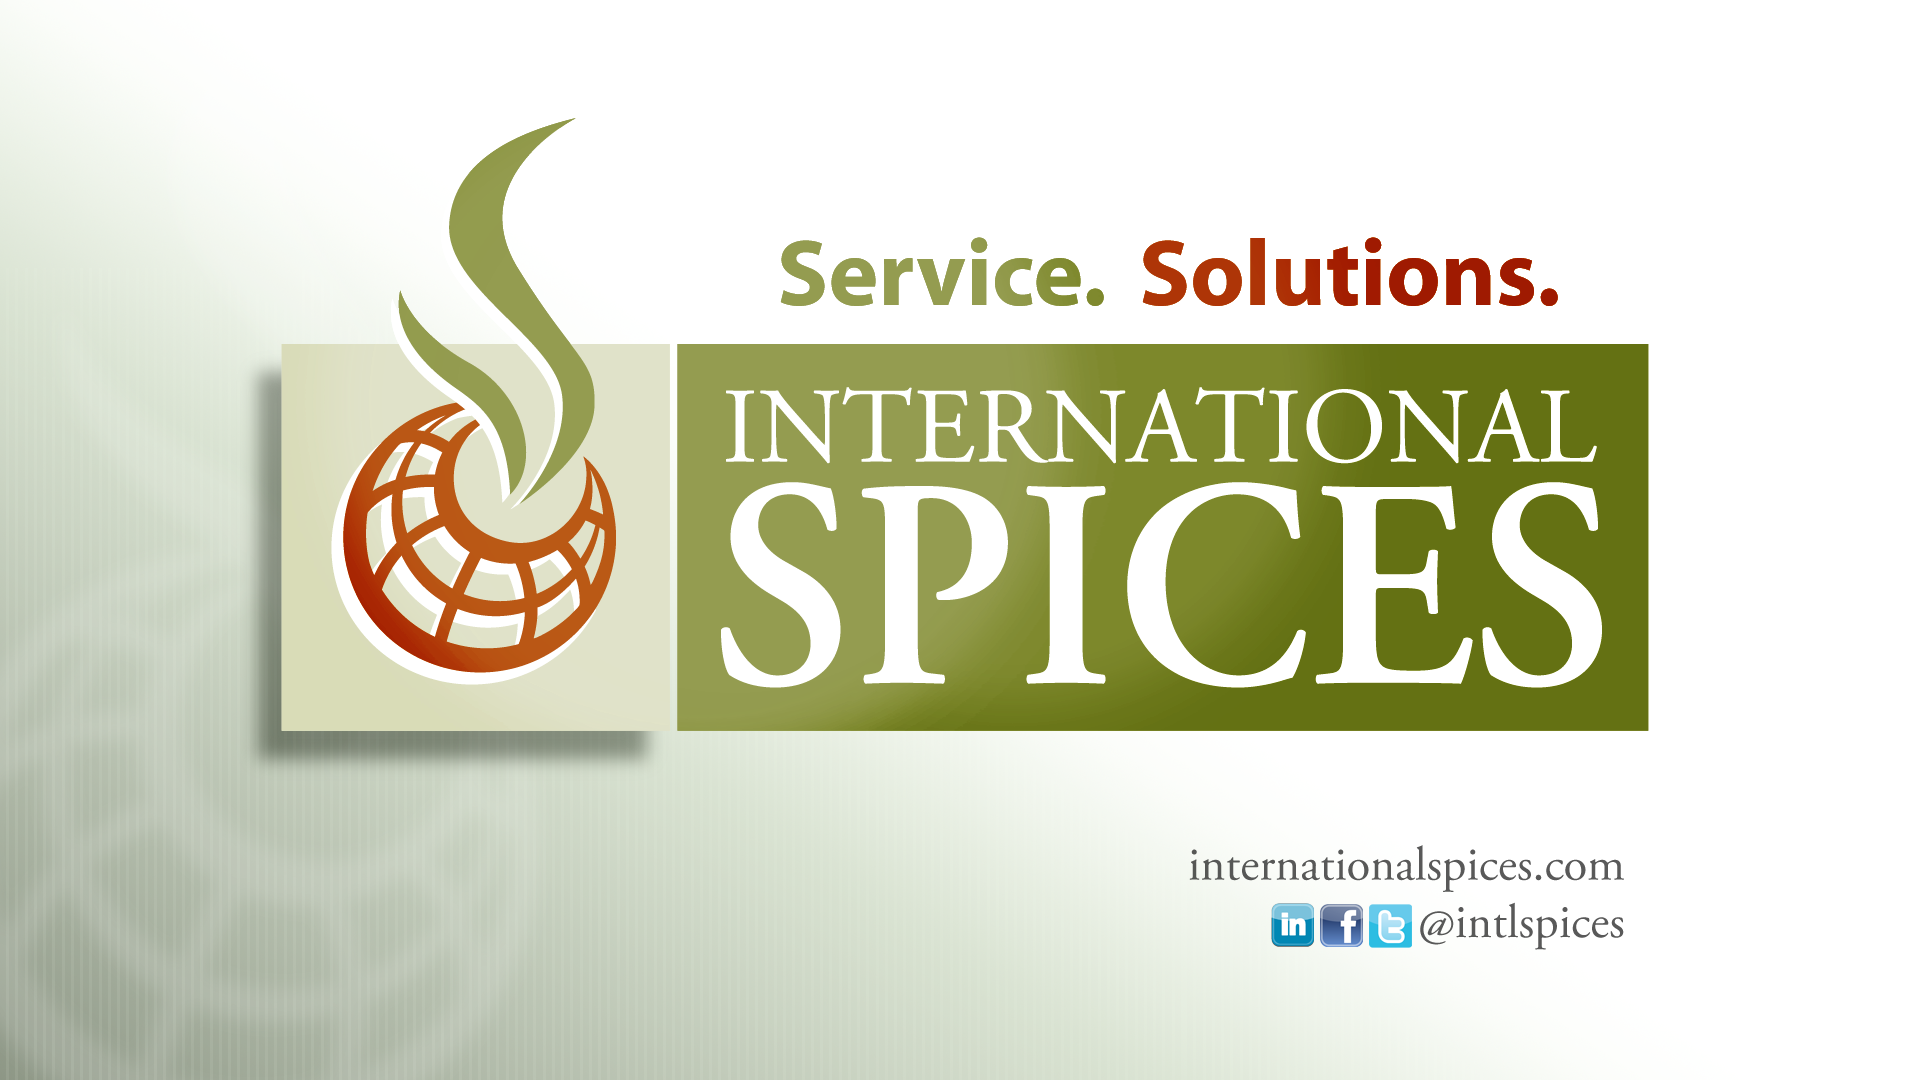 Service. Solutions.
INTERNATIONAL
SPICES
internationalspices.com
in f t @intlspices